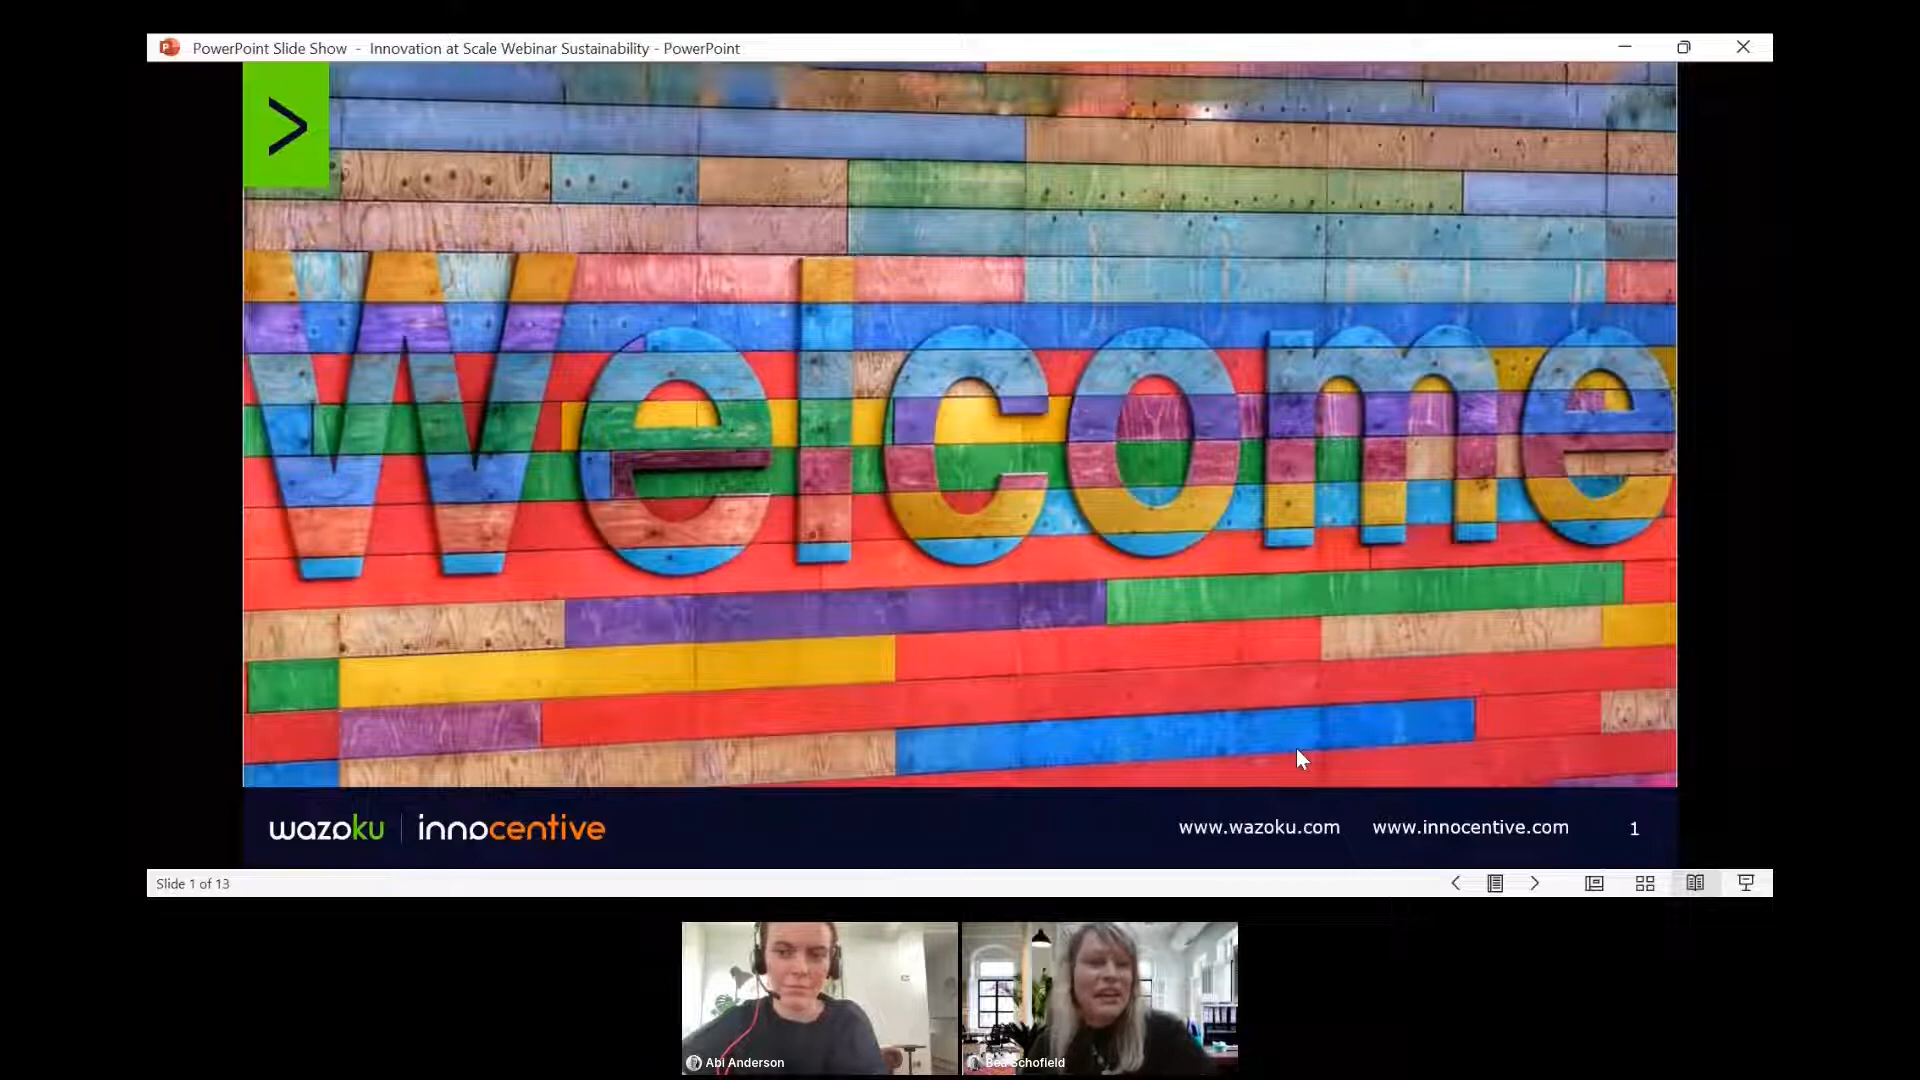 PowerPoint Slide Show - Innovation at Scale Webinar Sustainability - PowerPoint
Welcome
wazoku | innocentive
www.wazoku.com www.innocentive.com 1
Slide 1 of 13
Abi Anderson
Bea Schofield